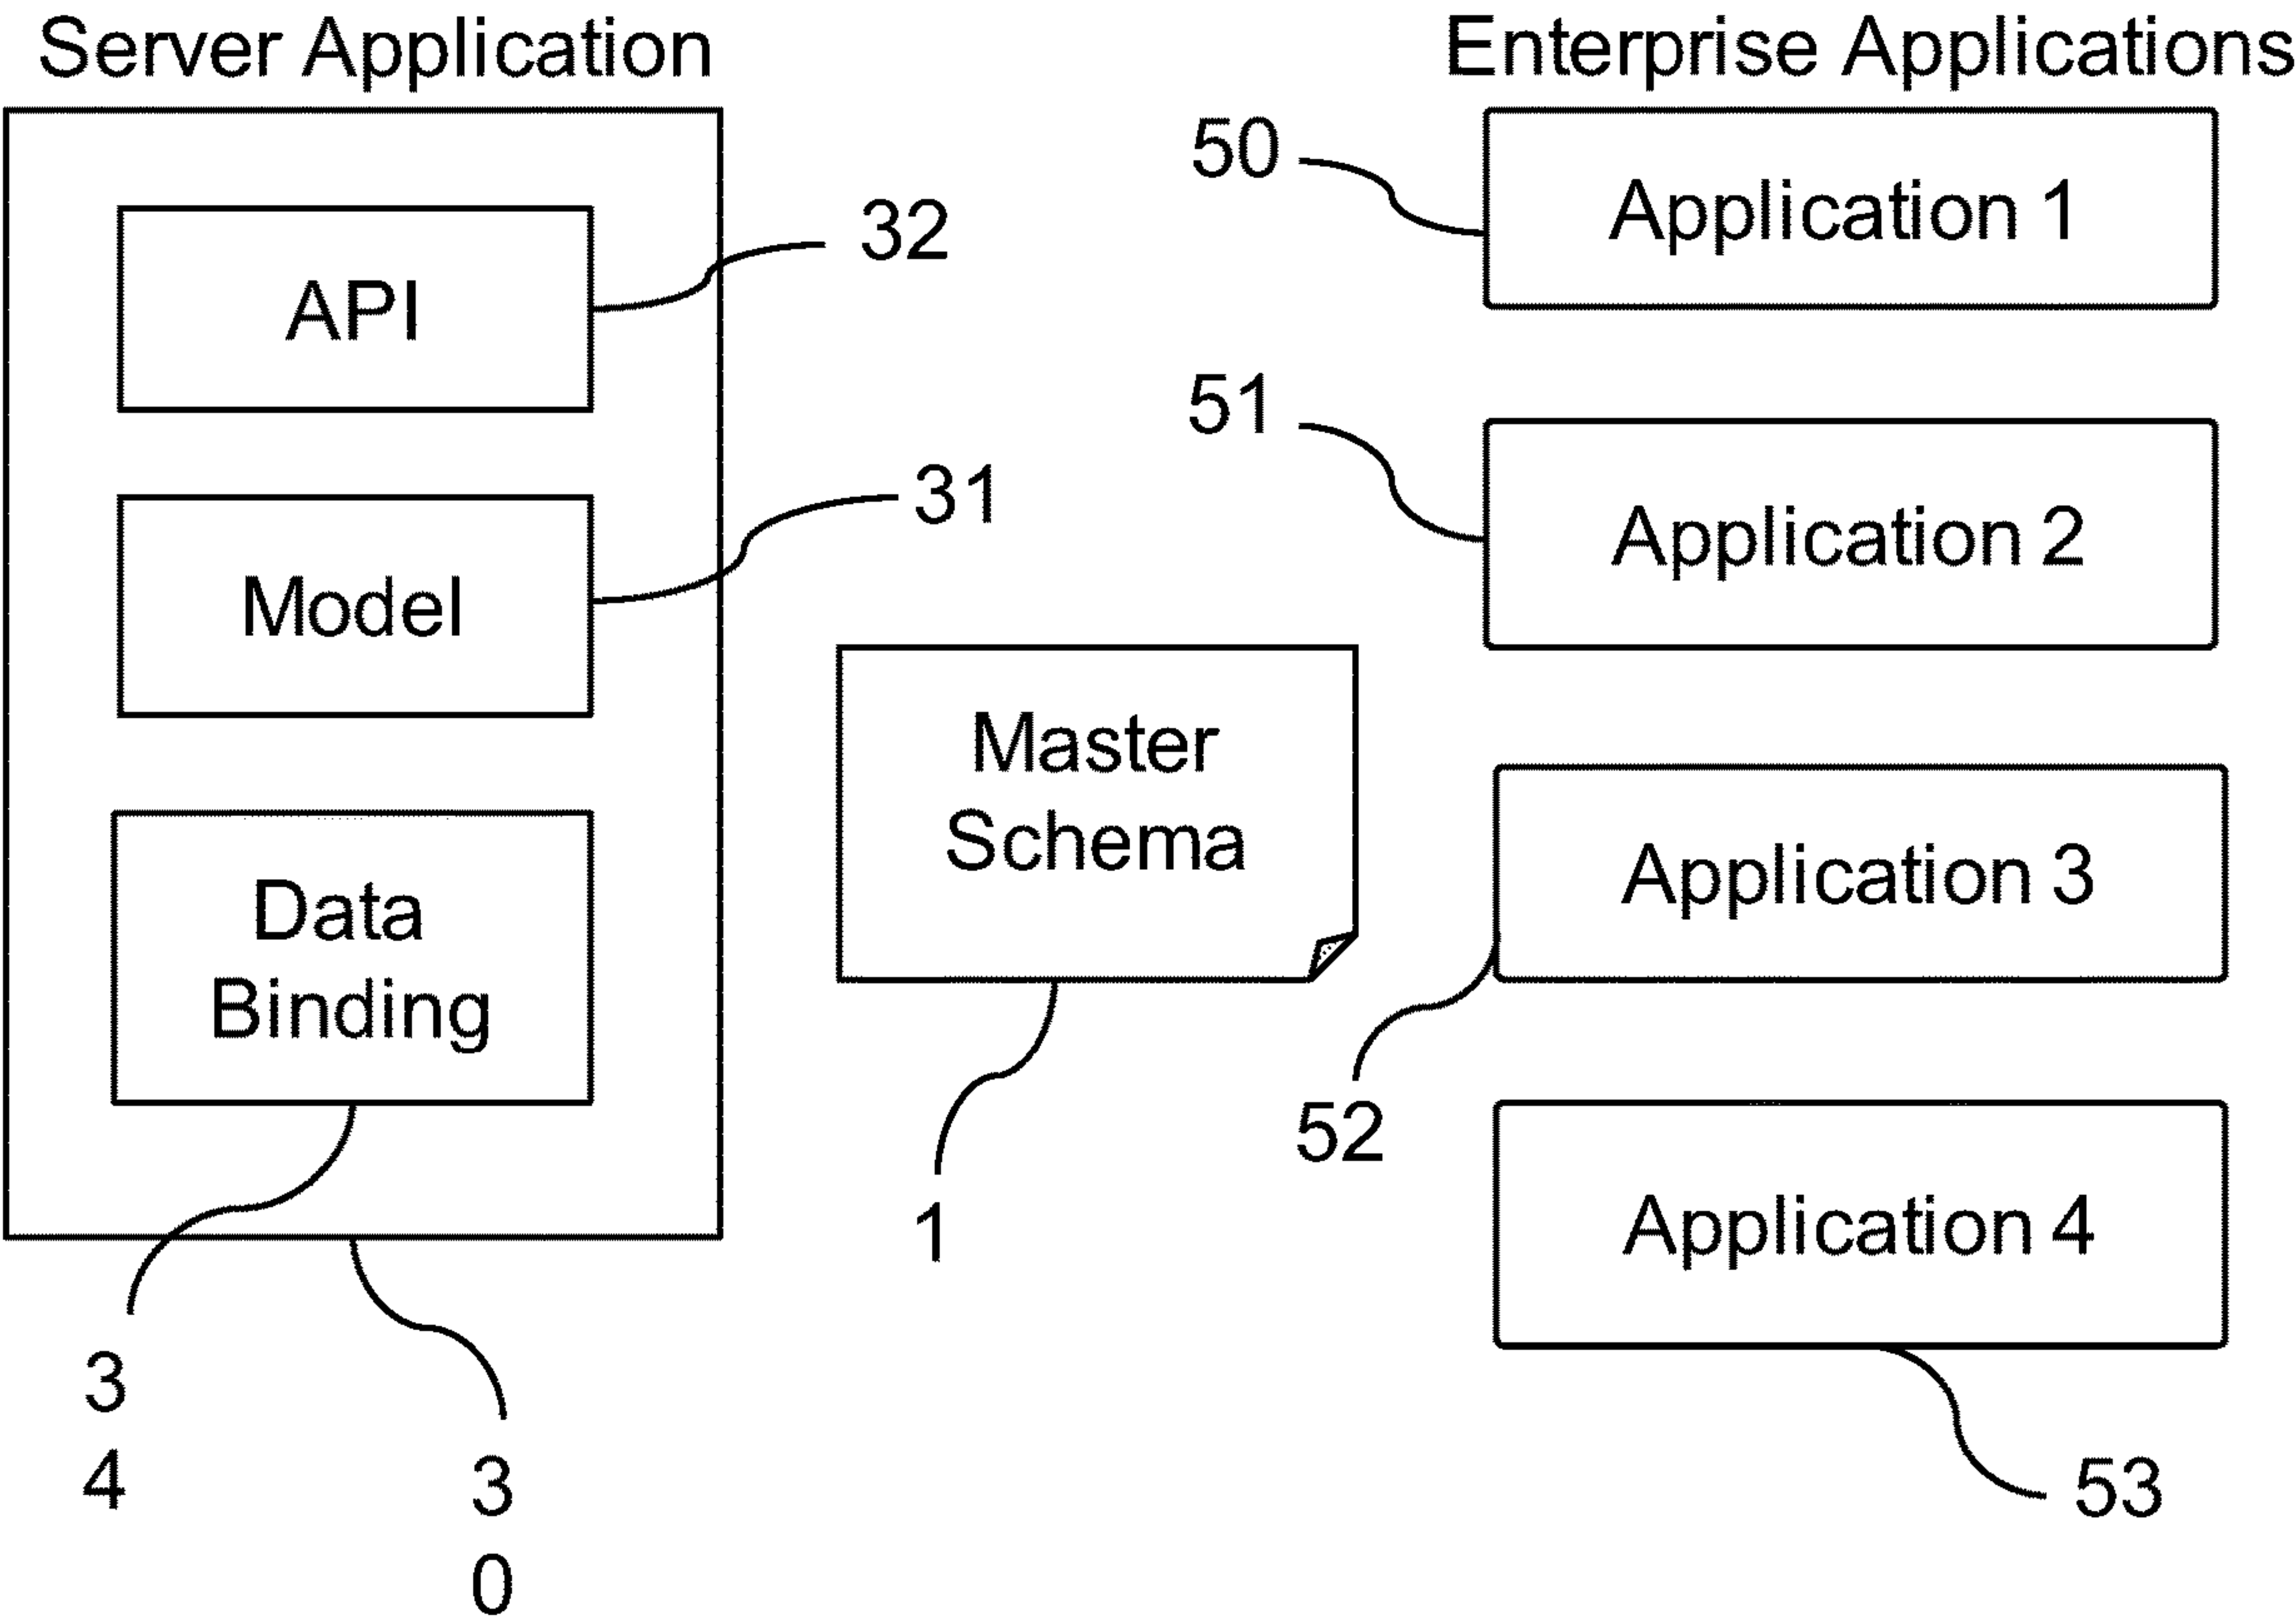 Server Application
Enterprise Applications
API
32
Model
31
Data
Binding
3
4
3
0
Master
Schema
1
50
Application 1
51
Application 2
Application 3
52
Application 4
53